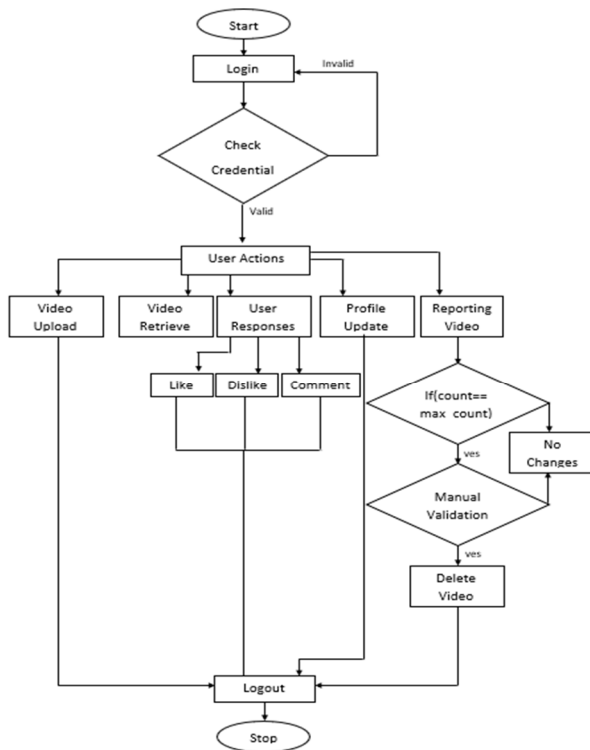 Start
Login
Invalid
Check
Credential
Valid
User Actions
Video
Upload
Video
Retrieve
User
Responses
Profile
Update
Reporting
Video
Like
Dislike
Comment
If(count==
max count)
No
Changes
yes
Manual
Validation
yes
Delete
Video
Logout
Stop